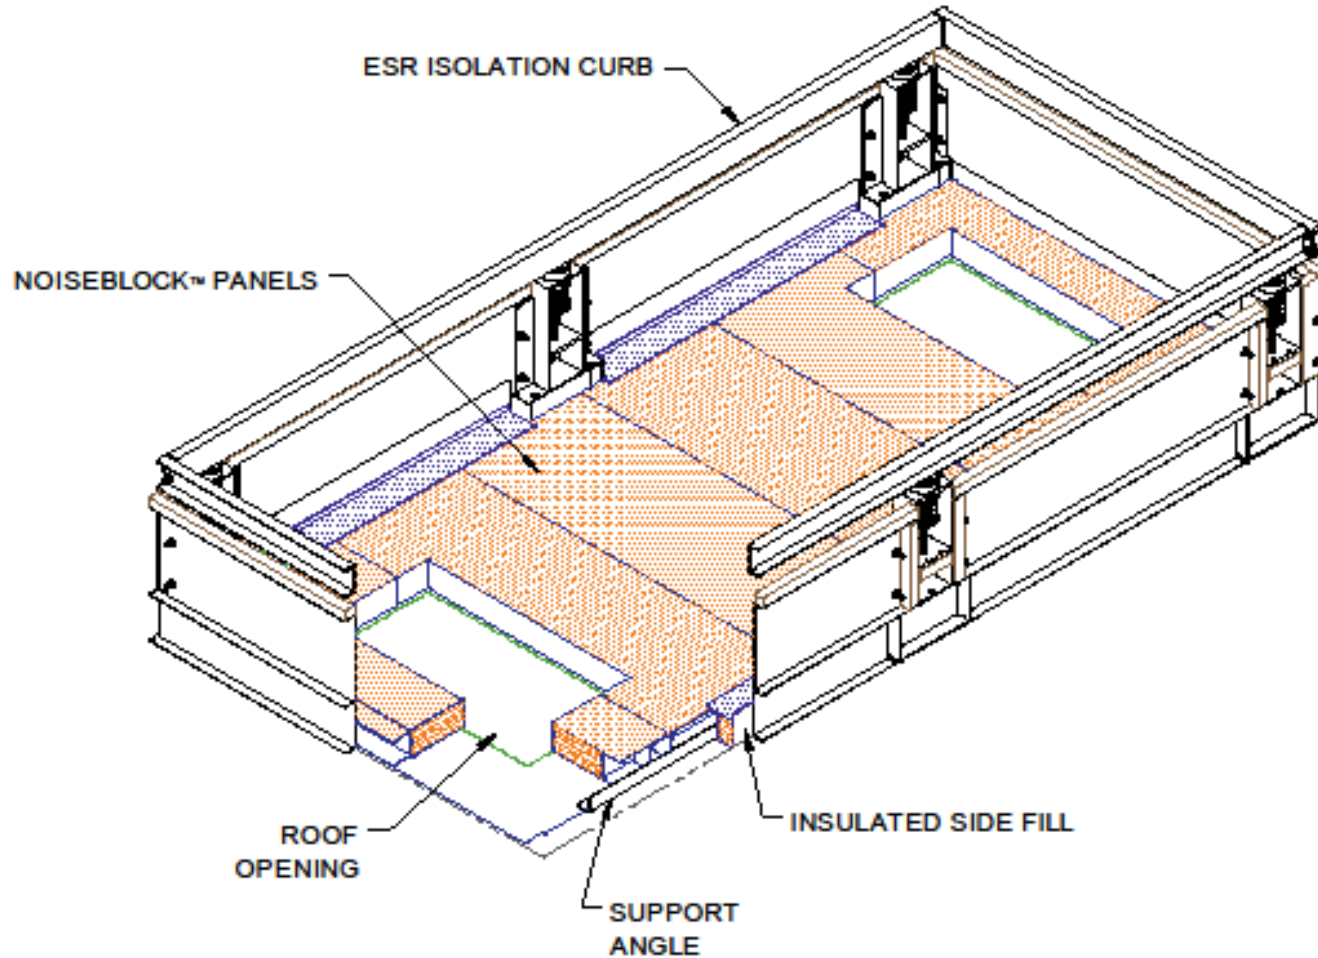 ESR ISOLATION CURB
NOISEBLOCK™ PANELS
INSULATED SIDE FILL
ROOF
OPENING
SUPPORT
ANGLE